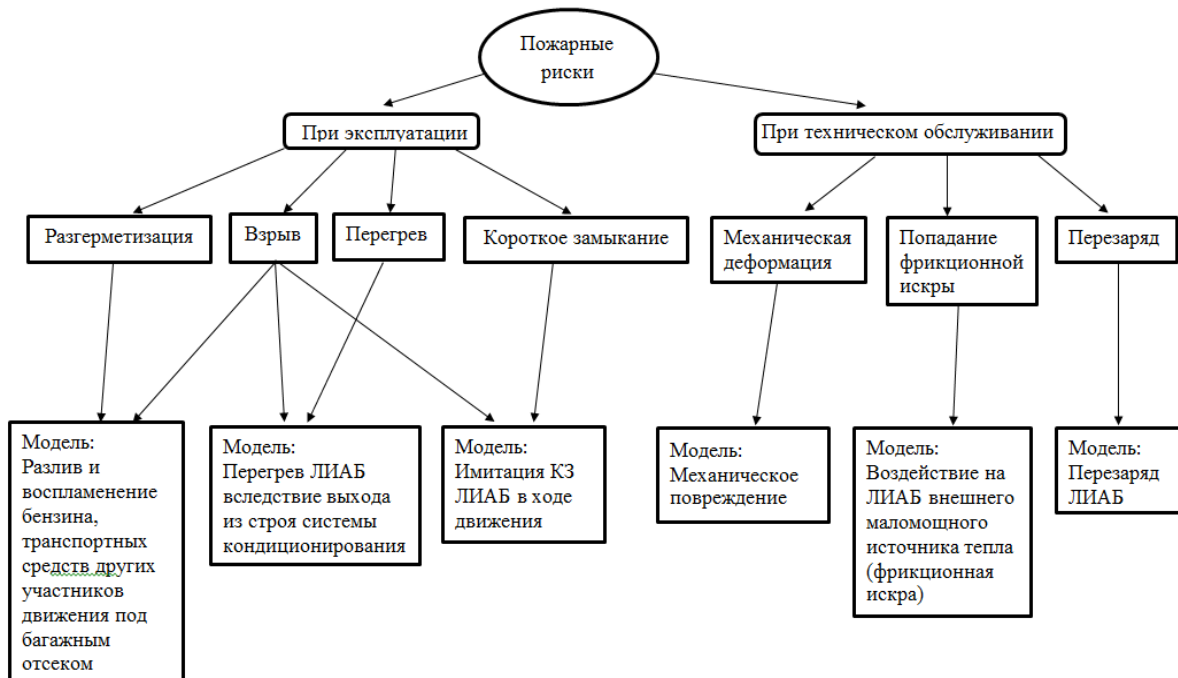 Пожарные
риски
При эксплуатации
При техническом обслуживании
Разгерметизация
Взрыв
Перегрев
Короткое замыкание
Механическая
деформация
Попадание
фрикционной
искры
Перезаряд
Модель:
Разлив и
воспламенение
бензина,
транспортных
средств других
участников
движения под
багажным
отсеком
Модель:
Перегрев ЛИАБ
вследствие выхода
из строя системы
кондиционирования
Модель:
Имитация КЗ
ЛИАБ в ходе
движения
Модель:
Механическое
повреждение
Модель:
Воздействие на
ЛИАБ внешнего
маломощного
источника тепла
(фрикционная
искра)
Модель:
Перезаряд
ЛИАБ